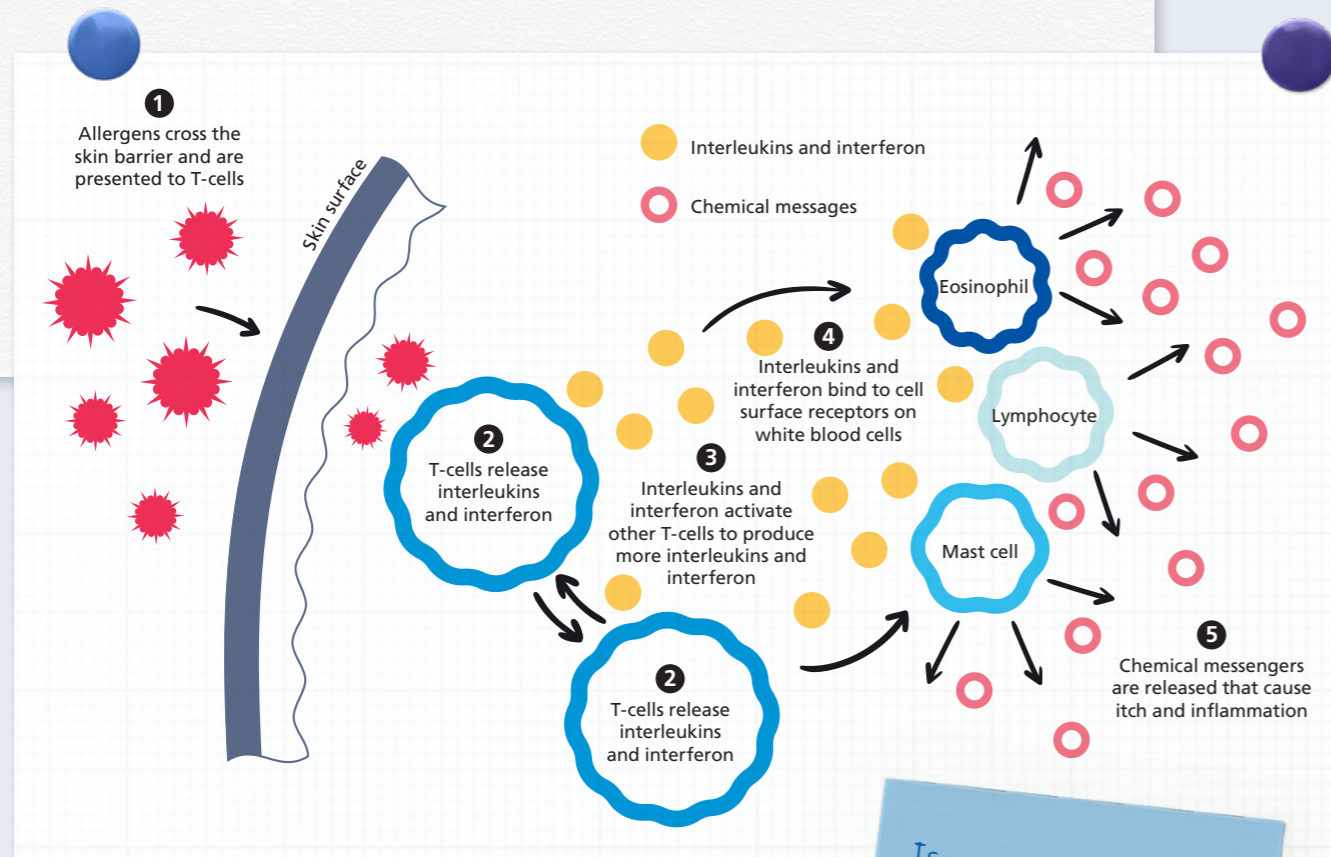 1
Allergens cross the
skin barrier and are
presented to T-cells
Skin surface
Interleukins and interferon
Chemical messages
2
T-cells release
interleukins
and interferon
3
Interleukins and
interferon activate
other T-cells to produce
more interleukins and
interferon
2
T-cells release
interleukins
and interferon
4
Interleukins and
interferon bind to cell
surface receptors on
white blood cells
Eosinophil
Lymphocyte
Mast cell
5
Chemical messengers
are released that cause
itch and inflammation